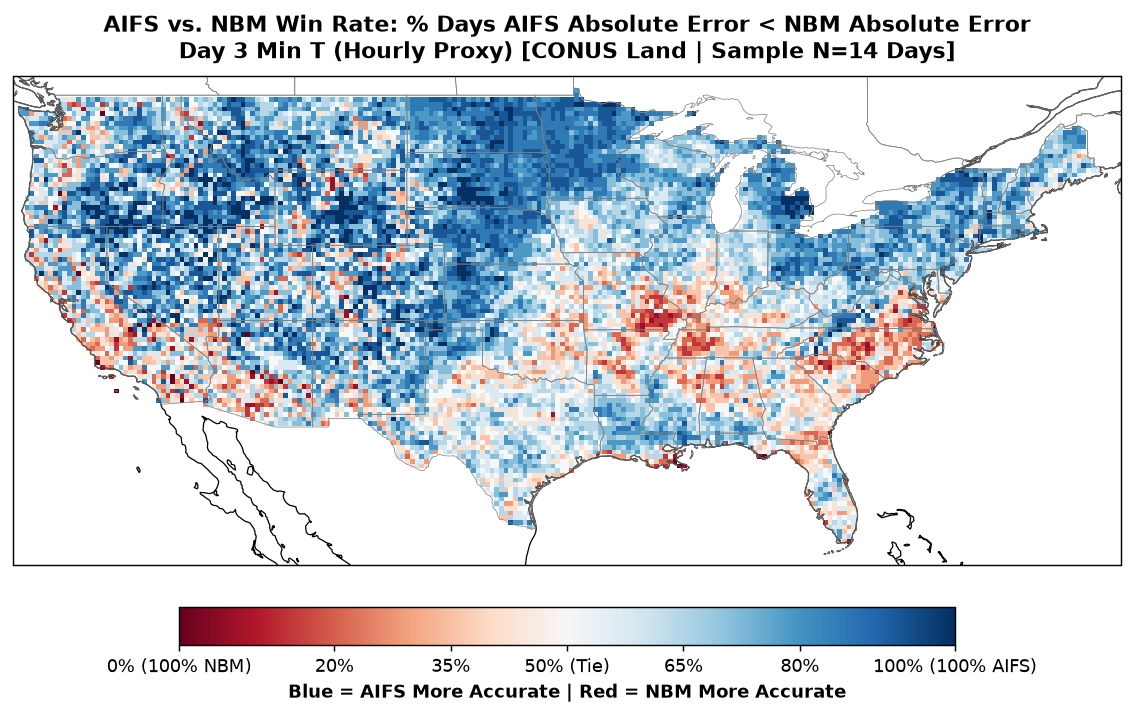 AIFS vs. NBM Win Rate: % Days AIFS Absolute Error < NBM Absolute Error
Day 3 Min T (Hourly Proxy) [CONUS Land | Sample N=14 Days]
0% (100% NBM) 20% 35% 50% (Tie) 65% 80% 100% (100% AIFS)
Blue = AIFS More Accurate | Red = NBM More Accurate